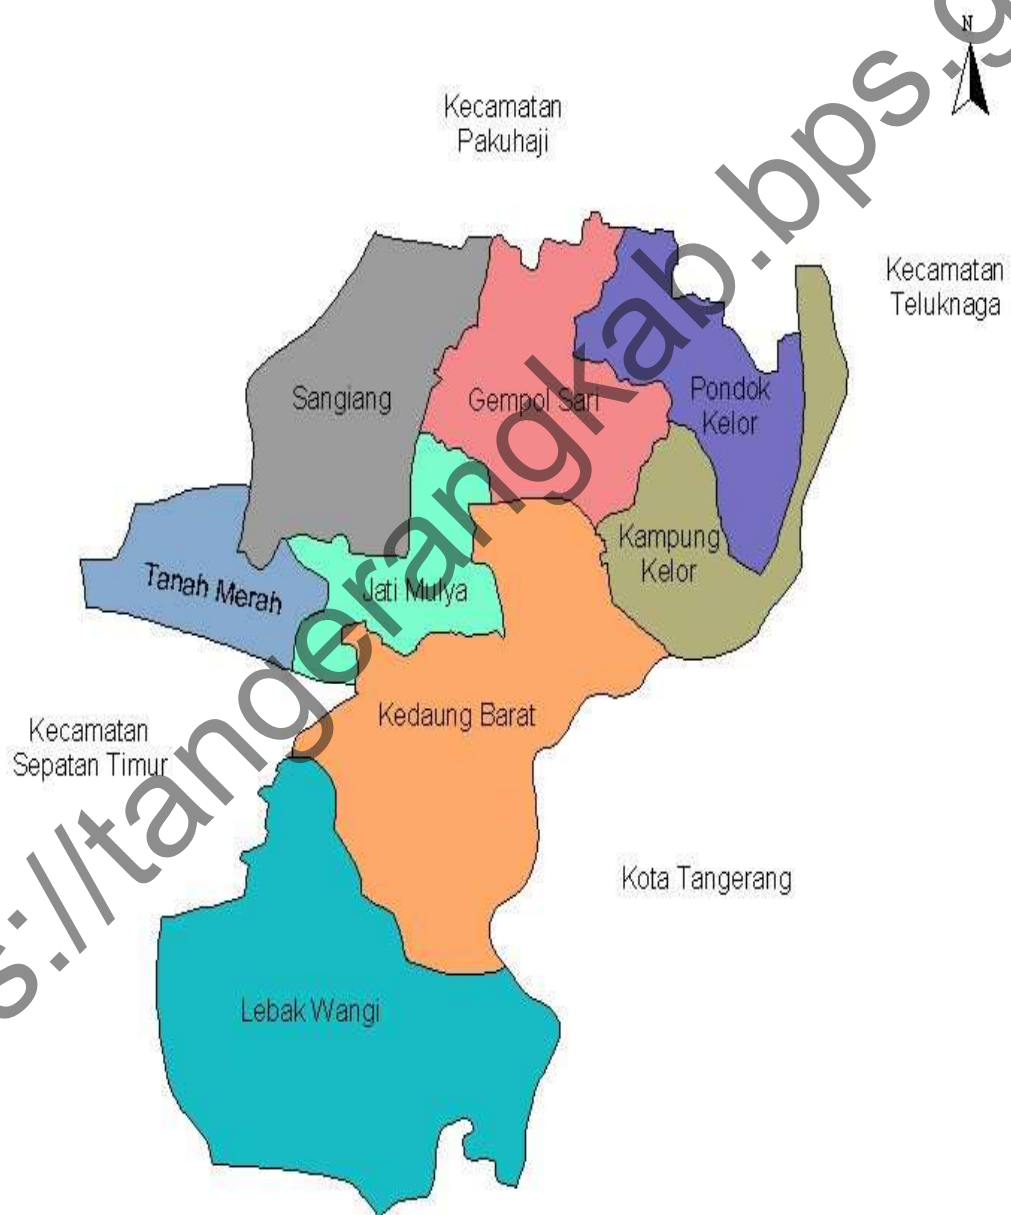 N
Kecamatan
Pakuhaji
Kecamatan
Teluknaga
Sangiang
Gempol Sari
Pondok
Kelor
Kampung
Kelor
Tanah Merah
Jati Mulya
Kedaung Barat
Kecamatan
Sepatan Timur
Kota Tangerang
Lebak Wangi
s://tangerangkab.bps.g